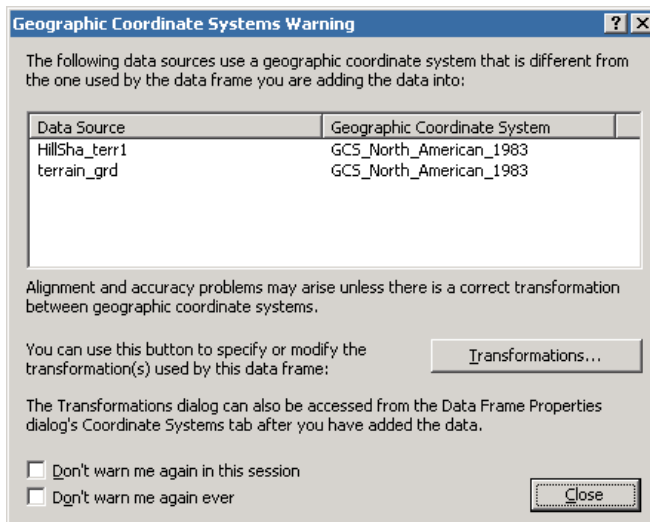 Geographic Coordinate Systems Warning
The following data sources use a geographic coordinate system that is different from
the one used by the data frame you are adding the data into:
Data Source Geographic Coordinate System
HillSha_terr1 GCS_North_American_1983
terrain_grd GCS_North_American_1983
Alignment and accuracy problems may arise unless there is a correct transformation
between geographic coordinate systems.
You can use this button to specify or modify the
transformation(s) used by this data frame:
Transformations...
The Transformations dialog can also be accessed from the Data Frame Properties
dialog's Coordinate Systems tab after you have added the data.
Don't warn me again in this session
Don't warn me again ever
Close